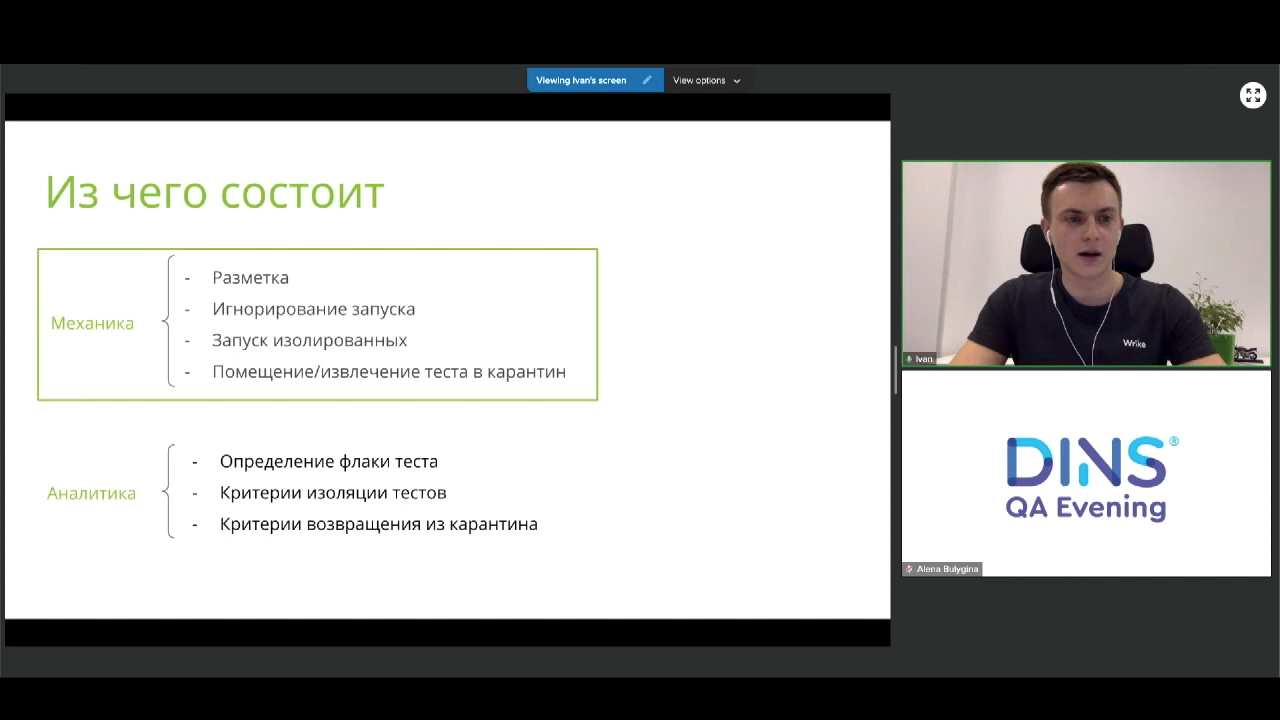 Viewing Ivan's screen
View options
Из чего состоит
Механика
- Разметка
- Игнорирование запуска
- Запуск изолированных
- Помещение/извлечение теста в карантин
Аналитика
- Определение флаки теста
- Критерии изоляции тестов
- Критерии возвращения из карантина
Wrike
Ivan
DINS®
QA Evening
Alena Bulygina